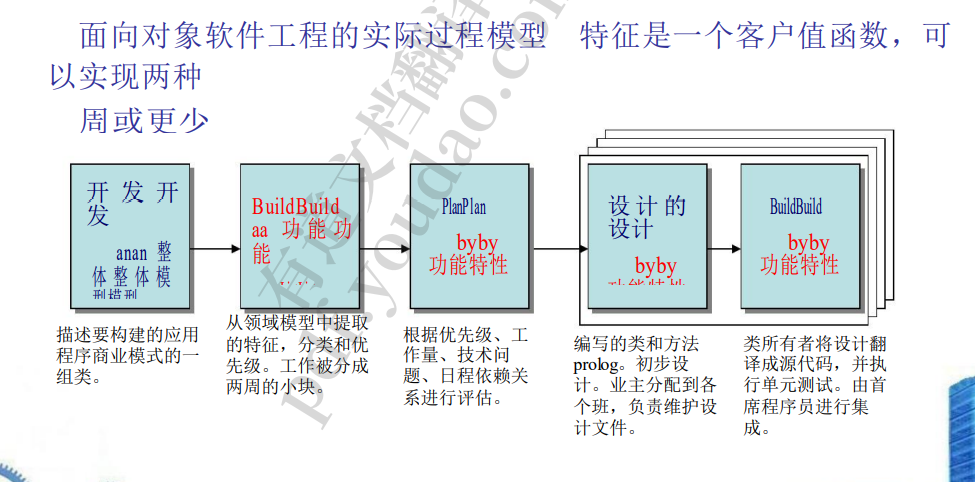 面向对象软件工程的实际过程模型 特征是一个客户值函数，可
以实现两种
周或更少
开发开
发
anan 整
体整体模
型模型
BuildBuild
aa 功能功
能
PlanPlan
byby
功能特性
设计的
设计
byby
功能特性
BuildBuild
byby
功能特性
描述要构建的应用
程序商业模式的一
组类。
从领域模型中提取
的特征，分类和优
先级。工作被分成
两周的小块。
根据优先级、工
作量、技术问
题、日程依赖关
系进行评估。
编写的类和方法
prolog。初步设
计。业主分配到各
个班，负责维护设
计文件。
类所有者将设计翻
译成源代码，并执
行单元测试。由首
席程序员进行集
成。
有道文档翻译
pdf.youdao.com